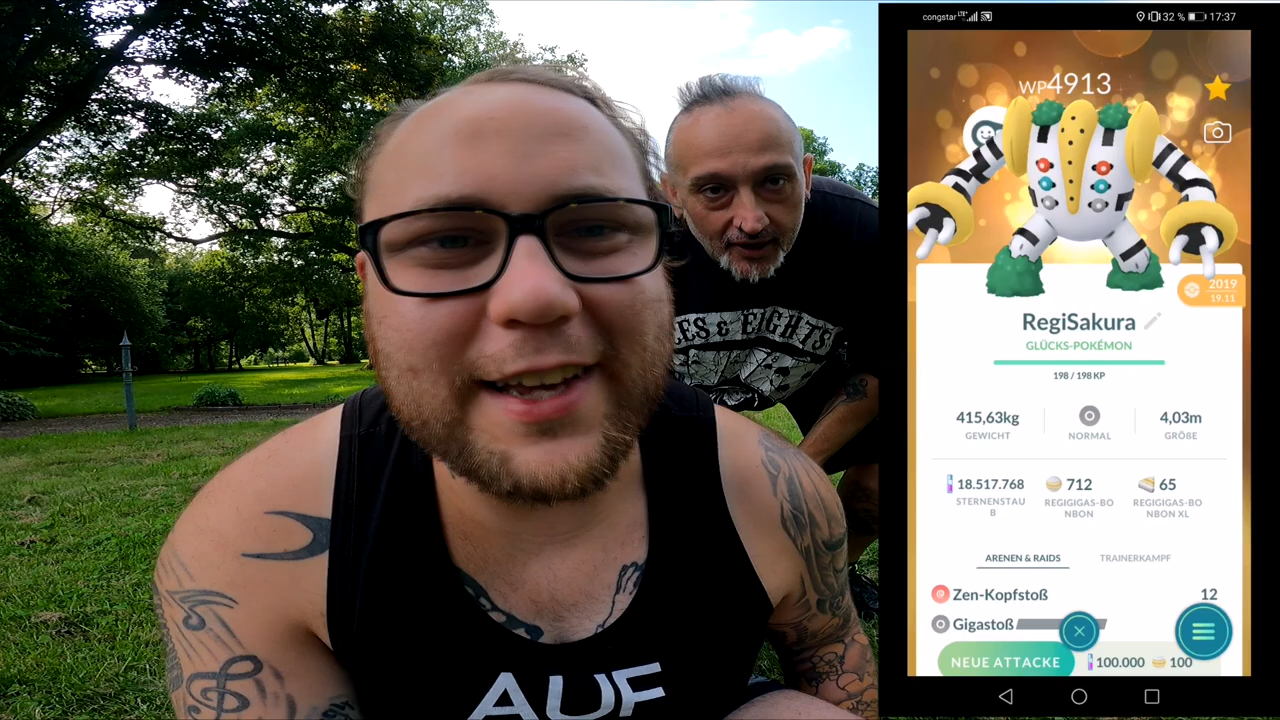 congstar LTE+ 32 % 17:37
WP4913
2019
19.11
RegiSakura
GLÜCKS-POKÉMON
198 / 198 KP
415,63kg
GEWICHT
NORMAL
4,03m
GRÖßE
18.517.768
STERNENSTAU
B
712
REGIGIGAS-BO
NBON
65
REGIGIGAS-BO
NBON XL
ARENEN & RAIDS
TRAINERKAMPF
Zen-Kopfstoß 12
Gigastoß
NEUE ATTACKE 100.000 100
& EIGHTS
AUF